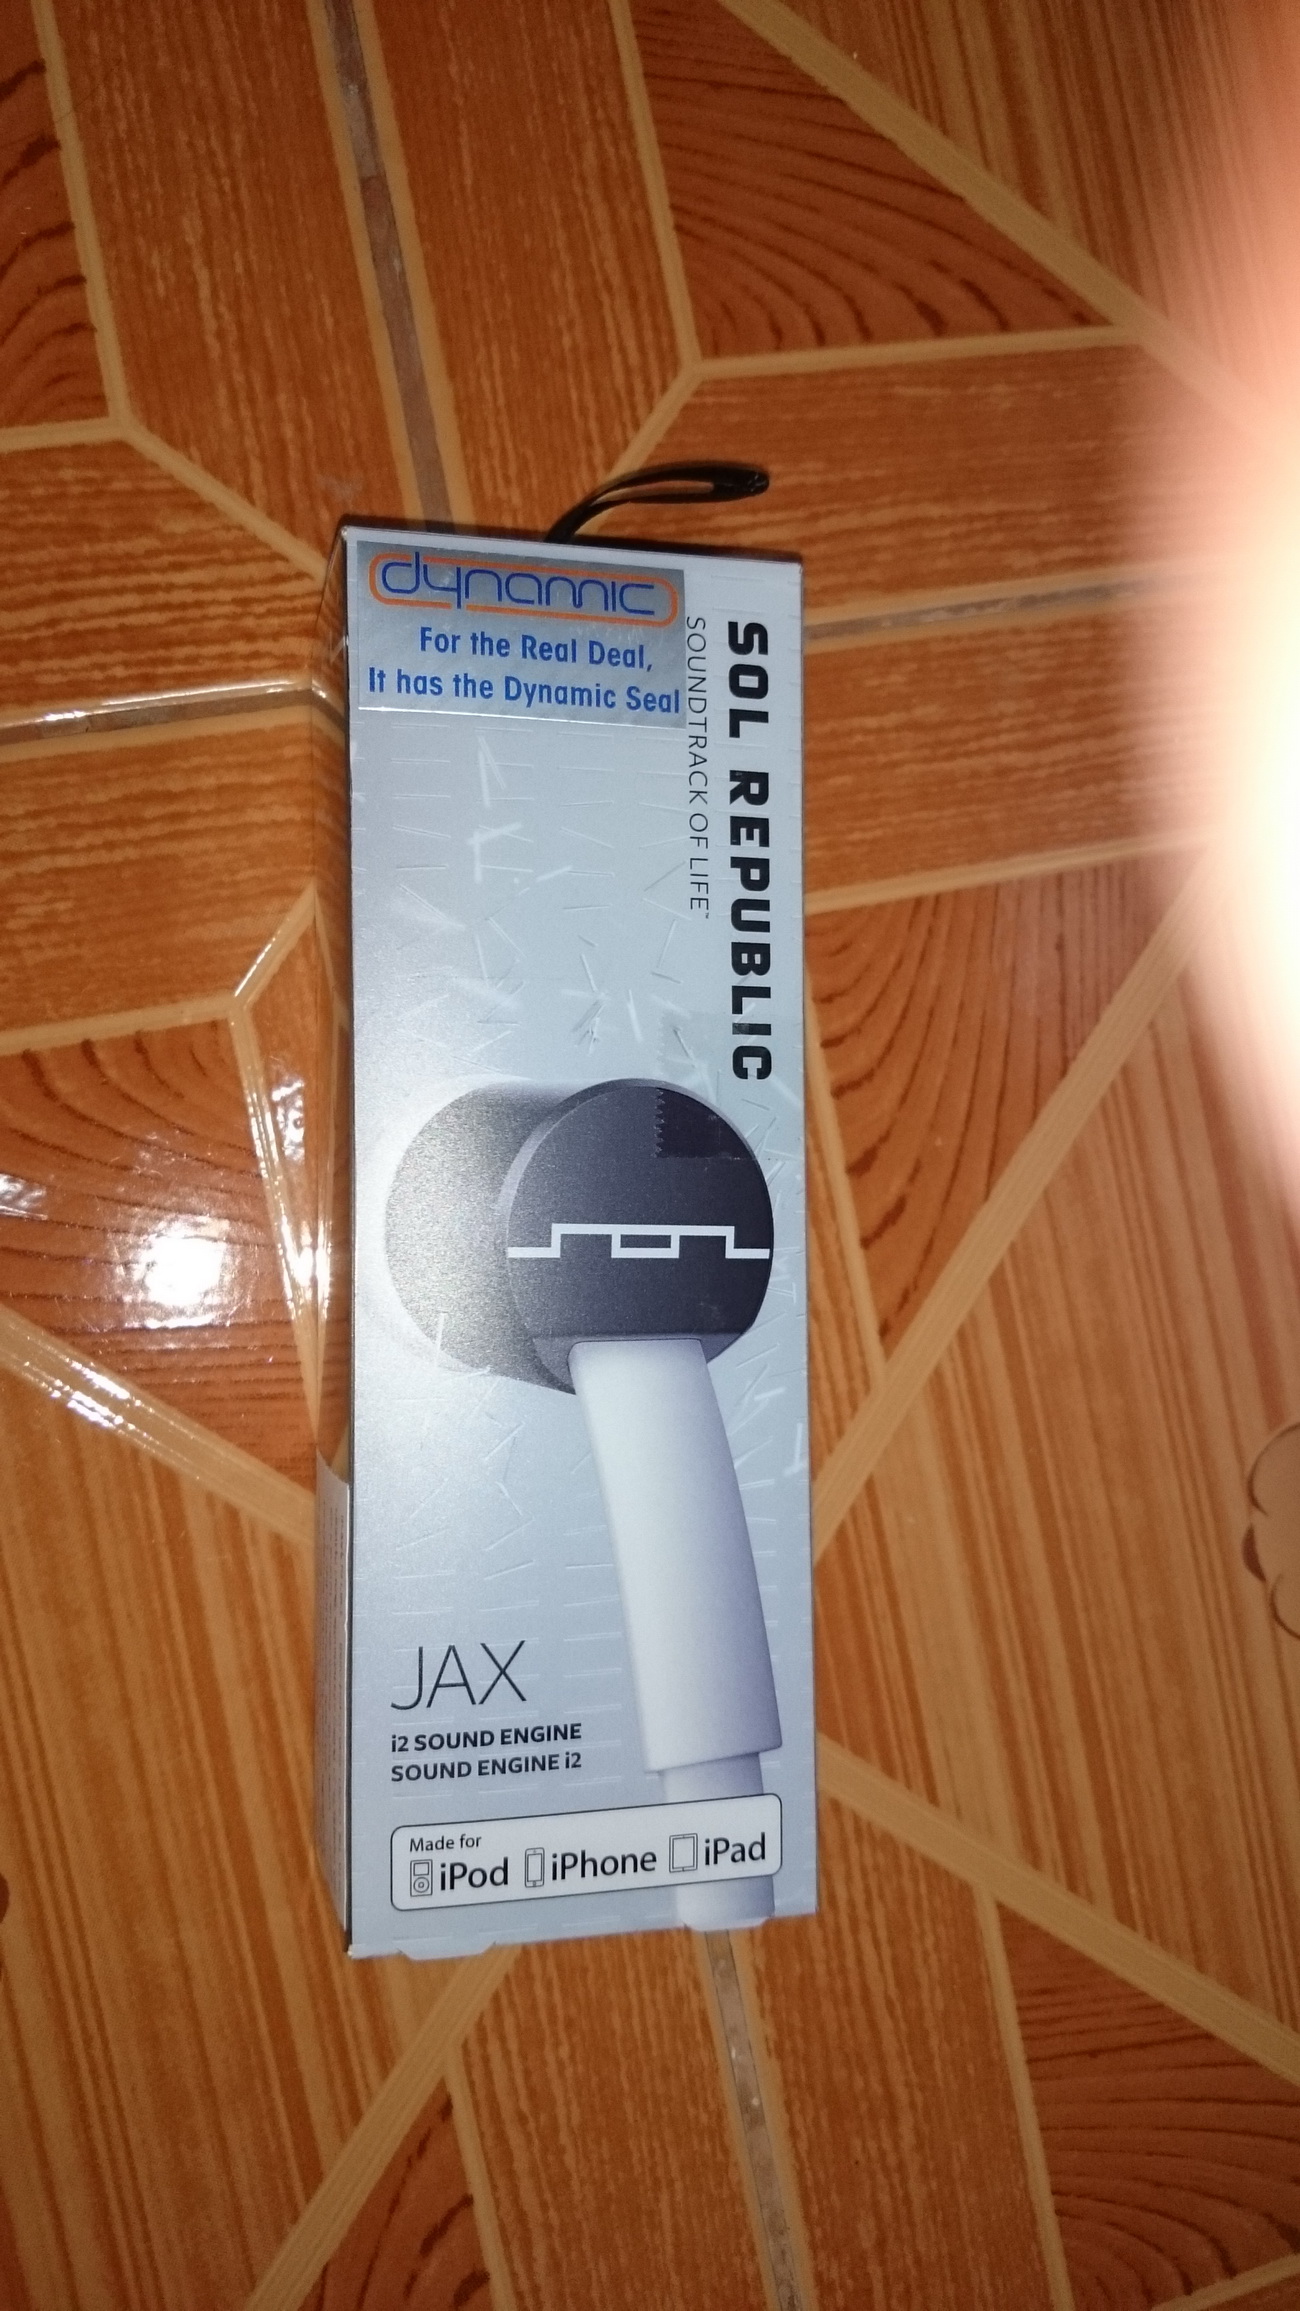 dynamic
For the Real Deal,
It has the Dynamic Seal
SOL REPUBLIC
SOUNDTRACK OF LIFE™
JAX
i2 SOUND ENGINE
SOUND ENGINE i2
Made for
iPod iPhone iPad